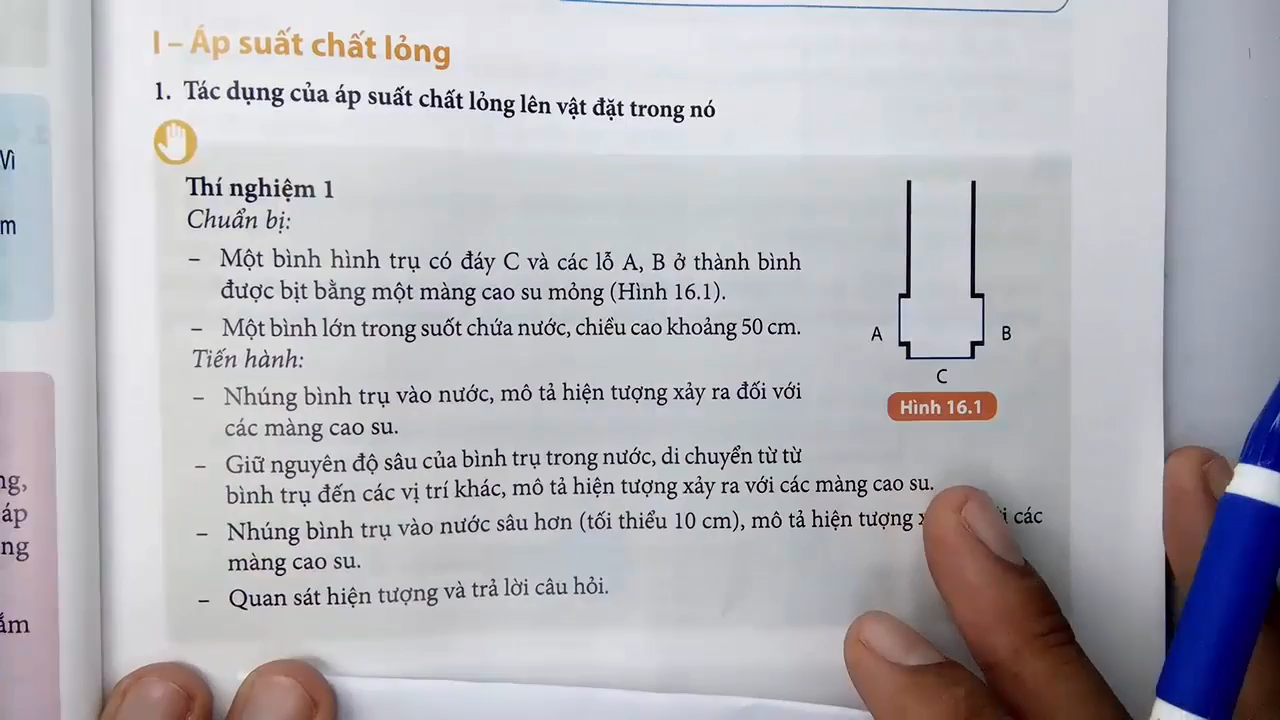 I – Áp suất chất lỏng
1. Tác dụng của áp suất chất lỏng lên vật đặt trong nó
Thí nghiệm 1
Chuẩn bị:
– Một bình hình trụ có đáy C và các lỗ A, B ở thành bình
được bịt bằng một màng cao su mỏng (Hình 16.1).
– Một bình lớn trong suốt chứa nước, chiều cao khoảng 50 cm.
Tiến hành:
– Nhúng bình trụ vào nước, mô tả hiện tượng xảy ra đối với
các màng cao su.
– Giữ nguyên độ sâu của bình trụ trong nước, di chuyển từ từ
bình trụ đến các vị trí khác, mô tả hiện tượng xảy ra với các màng cao su.
– Nhúng bình trụ vào nước sâu hơn (tối thiểu 10 cm), mô tả hiện tượng các
màng cao su.
– Quan sát hiện tượng và trả lời câu hỏi.
A
B
C
Hình 16.1
Vì
m
ng,
áp
ng
ắm